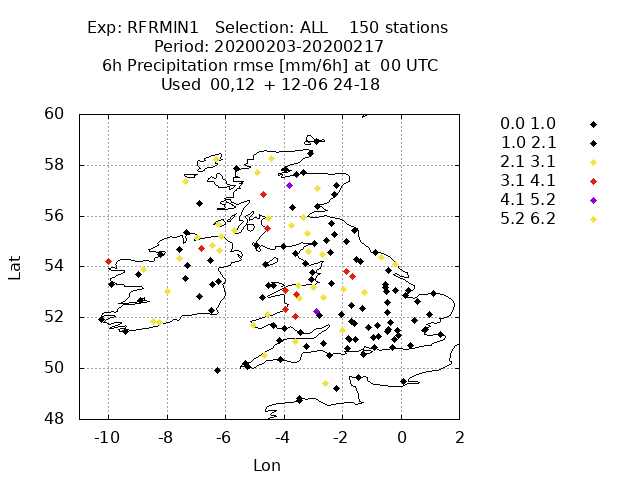 Exp: RFRMIN1 Selection: ALL 150 stations
Period: 20200203-20200217
6h Precipitation rmse [mm/6h] at 00 UTC
Used 00,12 + 12-06 24-18
60
58
56
54
52
50
48
Lat
-10 -8 -6 -4 -2 0 2
Lon
0.0 1.0
1.0 2.1
2.1 3.1
3.1 4.1
4.1 5.2
5.2 6.2